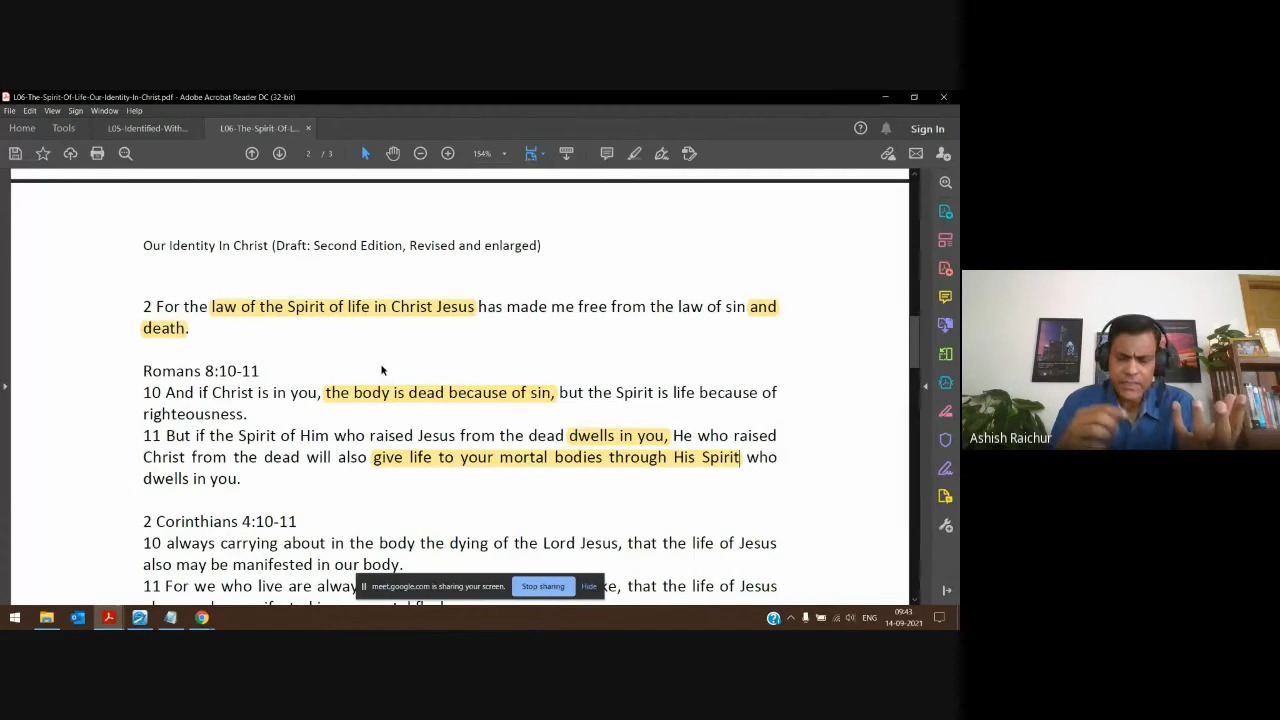 L06-The-Spirit-Of-Life-Our-Identity-In-Christ.pdf - Adobe Acrobat Reader DC (32-bit)
File Edit View Sign Window Help
Home Tools L05-Identified-With... L06-The-Spirit-Of-L... × Sign In
2 / 3 154%
Our Identity In Christ (Draft: Second Edition, Revised and enlarged)
2 For the law of the Spirit of life in Christ Jesus has made me free from the law of sin and
death.
Romans 8:10-11
10 And if Christ is in you, the body is dead because of sin, but the Spirit is life because of
righteousness.
11 But if the Spirit of Him who raised Jesus from the dead dwells in you, He who raised
Christ from the dead will also give life to your mortal bodies through His Spirit who
dwells in you.
2 Corinthians 4:10-11
10 always carrying about in the body the dying of the Lord Jesus, that the life of Jesus
also may be manifested in our body.
11 For we who live are alway ke, that the life of Jesus
meet.google.com is sharing your screen. Stop sharing Hide
ENG 09:43
14-09-2021
Ashish Raichur